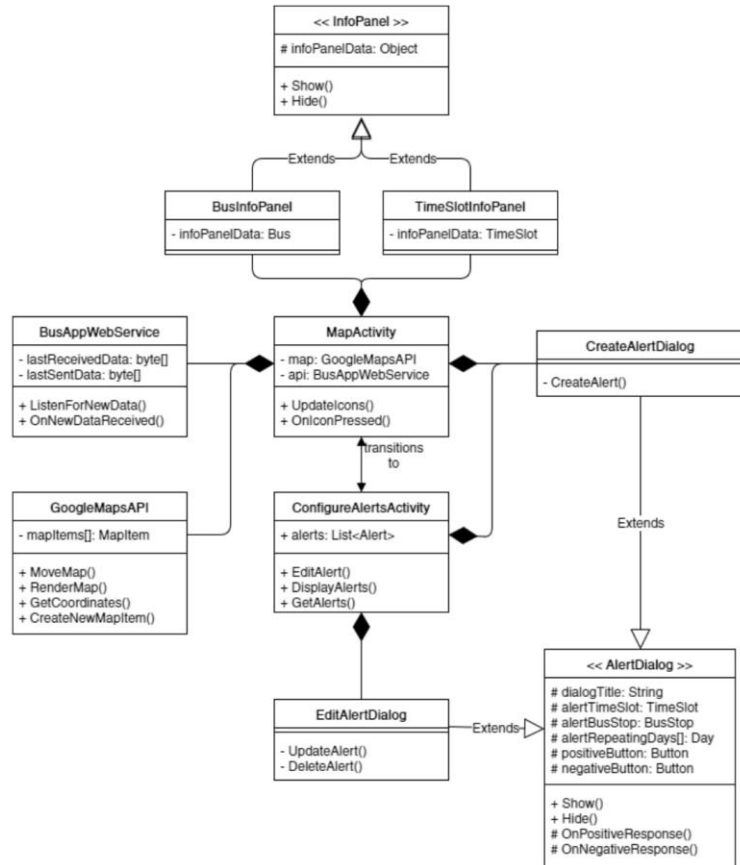 << InfoPanel >>
# infoPanelData: Object
+ Show()
+ Hide()
Extends
Extends
BusInfoPanel
- infoPanelData: Bus
TimeSlotInfoPanel
- infoPanelData: TimeSlot
BusAppWebService
- lastReceivedData: byte[]
- lastSentData: byte[]
+ ListenForNewData()
+ OnNewDataReceived()
MapActivity
- map: GoogleMapsAPI
- api: BusAppWebService
+ UpdateIcons()
+ OnIconPressed()
CreateAlertDialog
- CreateAlert()
transitions
to
GoogleMapsAPI
- mapItems[]: MapItem
+ MoveMap()
+ RenderMap()
+ GetCoordinates()
+ CreateNewMapItem()
ConfigureAlertsActivity
+ alerts: List<Alert>
+ EditAlert()
+ DisplayAlerts()
+ GetAlerts()
Extends
EditAlertDialog
- UpdateAlert()
- DeleteAlert()
Extends
<< AlertDialog >>
# dialogTitle: String
# alertTimeSlot: TimeSlot
# alertBusStop: BusStop
# alertRepeatingDays[]: Day
# positiveButton: Button
# negativeButton: Button
+ Show()
+ Hide()
# OnPositiveResponse()
# OnNegativeResponse()